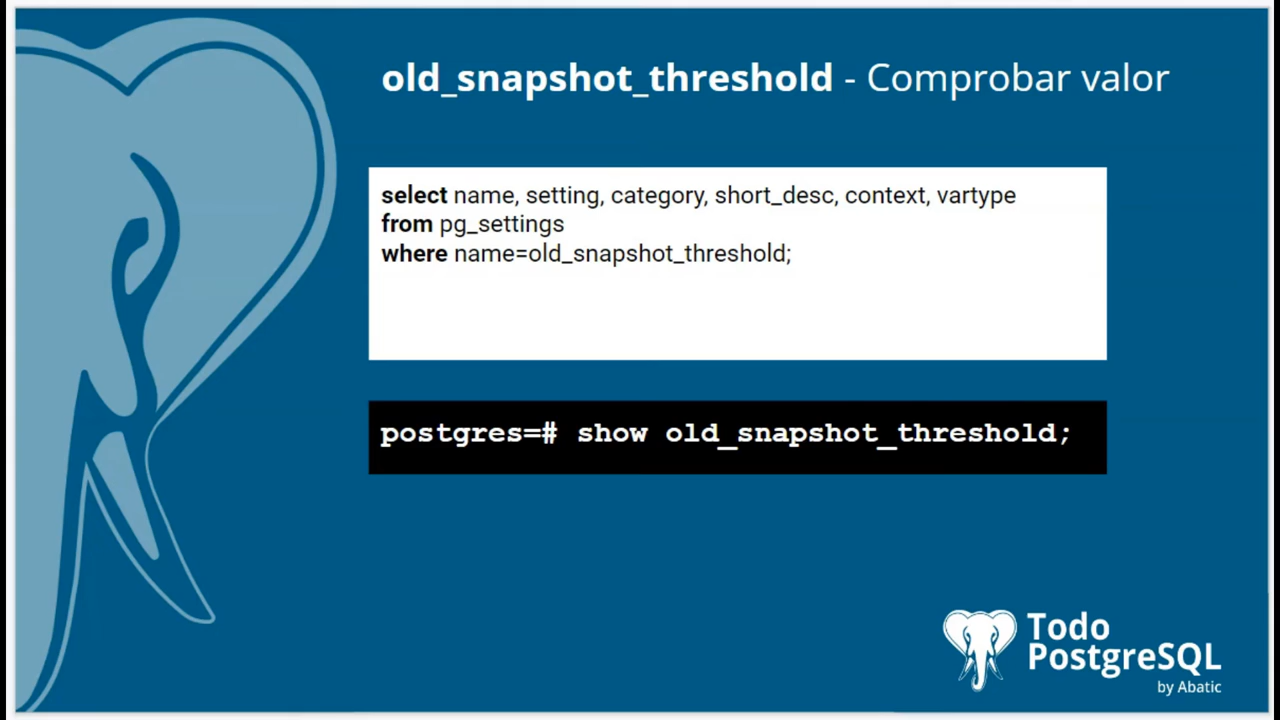 old_snapshot_threshold - Comprobar valor
select name, setting, category, short_desc, context, vartype
from pg_settings
where name=old_snapshot_threshold;
postgres=# show old_snapshot_threshold;
Todo
PostgreSQL
by Abatic